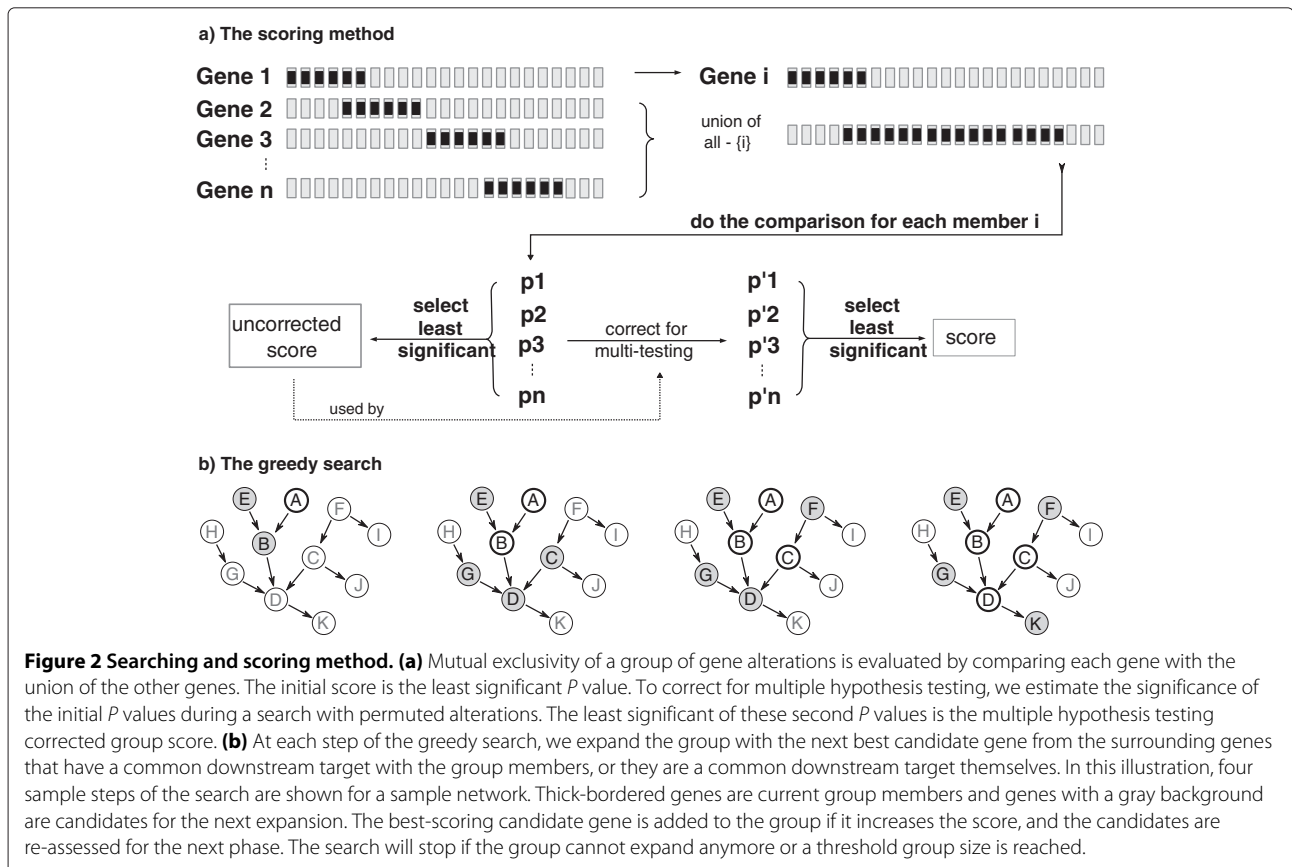 a) The scoring method
Gene 1
Gene i
Gene 2
union of
all - {i}
Gene 3
⋮
Gene n
do the comparison for each member i
p1
p'1
uncorrected
score
select
least
significant
p2
p3
⋮
pn
correct for
multi-testing
p'2
p'3
⋮
p'n
select
least
significant
score
used by
b) The greedy search
E A F H B I C G J D K
E A F H B I C G J D K
E A F H B I C G J D K
E A F H B I C G J D K
Figure 2 Searching and scoring method. (a) Mutual exclusivity of a group of gene alterations is evaluated by comparing each gene with the
union of the other genes. The initial score is the least significant P value. To correct for multiple hypothesis testing, we estimate the significance of
the initial P values during a search with permuted alterations. The least significant of these second P values is the multiple hypothesis testing
corrected group score. (b) At each step of the greedy search, we expand the group with the next best candidate gene from the surrounding genes
that have a common downstream target with the group members, or they are a common downstream target themselves. In this illustration, four
sample steps of the search are shown for a sample network. Thick-bordered genes are current group members and genes with a gray background
are candidates for the next expansion. The best-scoring candidate gene is added to the group if it increases the score, and the candidates are
re-assessed for the next phase. The search will stop if the group cannot expand anymore or a threshold group size is reached.